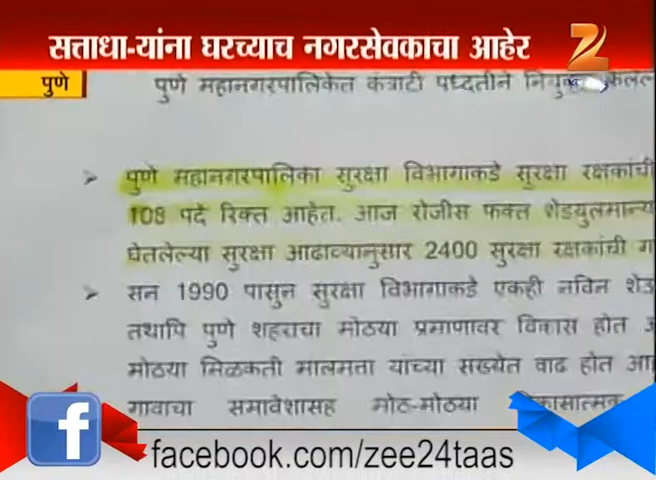 सत्ताधा-यांना घरच्याच नगरसेवकाचा आहेर
पुणे
पुणे महानगरपालिकेत कंत्राटी पध्दतीने
➢ पुणे महानगरपालिका सुरक्षा विभागाकडे सुरक्षा रक्षकांची
108 पदे रिक्त आहेत. आज रोजीस फक्त शेडयुलमान्य
घेतलेल्या सुरक्षा आढाव्यानुसार 2400 सुरक्षा रक्षकांची
➢ सन 1990 पासुन सुरक्षा विभागाकडे एकही नविन
तथापि पुणे शहराचा मोठया प्रमाणावर विकास होत
मोठया मिळकती मालमत्ता यांच्या संख्येत वाढ होत
गावाचा समावेशासह मोठ-मोठया विकासात्मक
f facebook.com/zee24taas